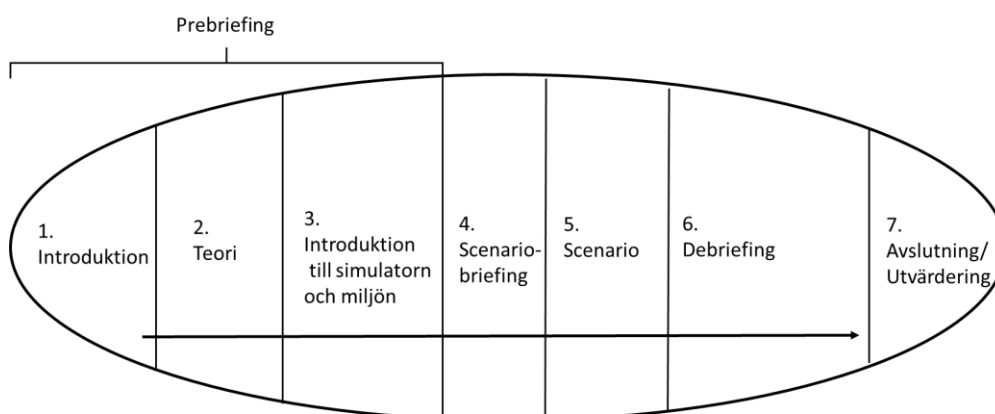 Prebriefing
1.
Introduktion
2.
Teori
3.
Introduktion
till simulatorn
och miljön
4.
Scenario-
briefing
5.
Scenario
6.
Debriefing
7.
Avslutning/
Utvärdering